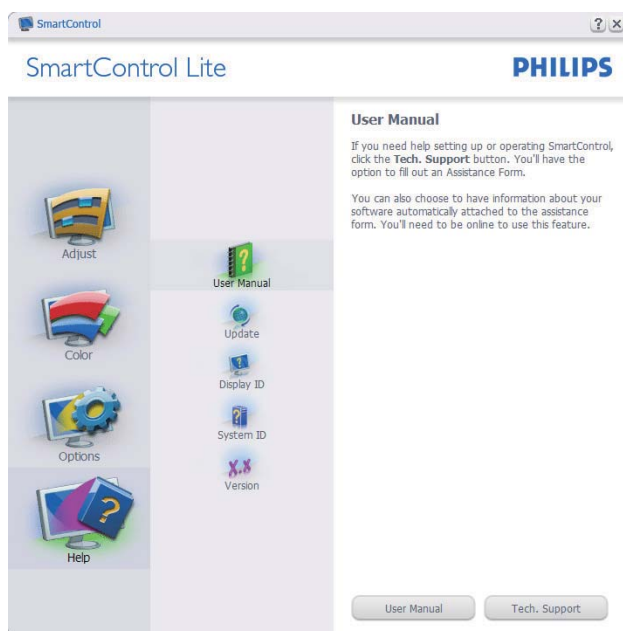 SmartControl
? X
SmartControl Lite
PHILIPS
Adjust
Color
Options
Help
User Manual
Update
Display ID
System ID
X.X
Version
User Manual
If you need help setting up or operating SmartControl,
click the Tech. Support button. You'll have the
option to fill out an Assistance Form.
You can also choose to have information about your
software automatically attached to the assistance
form. You'll need to be online to use this feature.
User Manual
Tech. Support